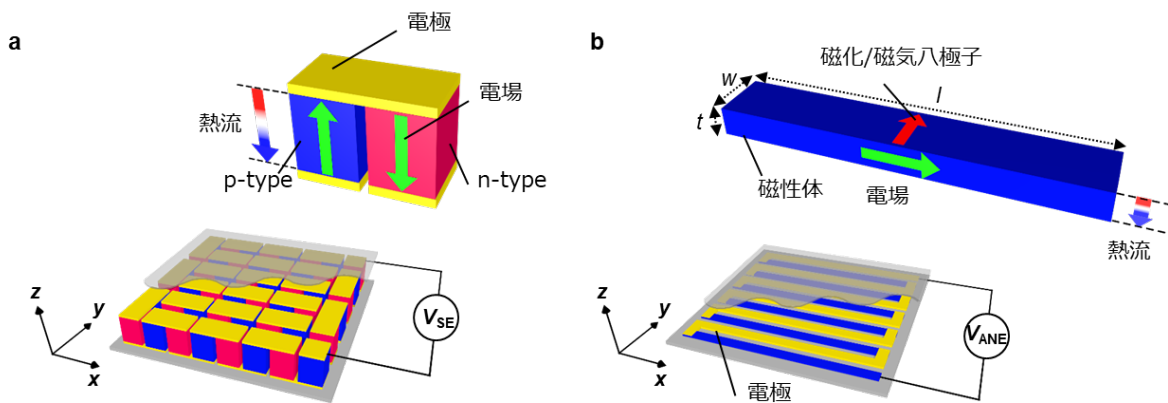 a
電極
電場
熱流
p-type
n-type
z
y
x
VSE
b
磁化/磁気八極子
w
l
t
磁性体
電場
熱流
z
y
x
VANE
電極